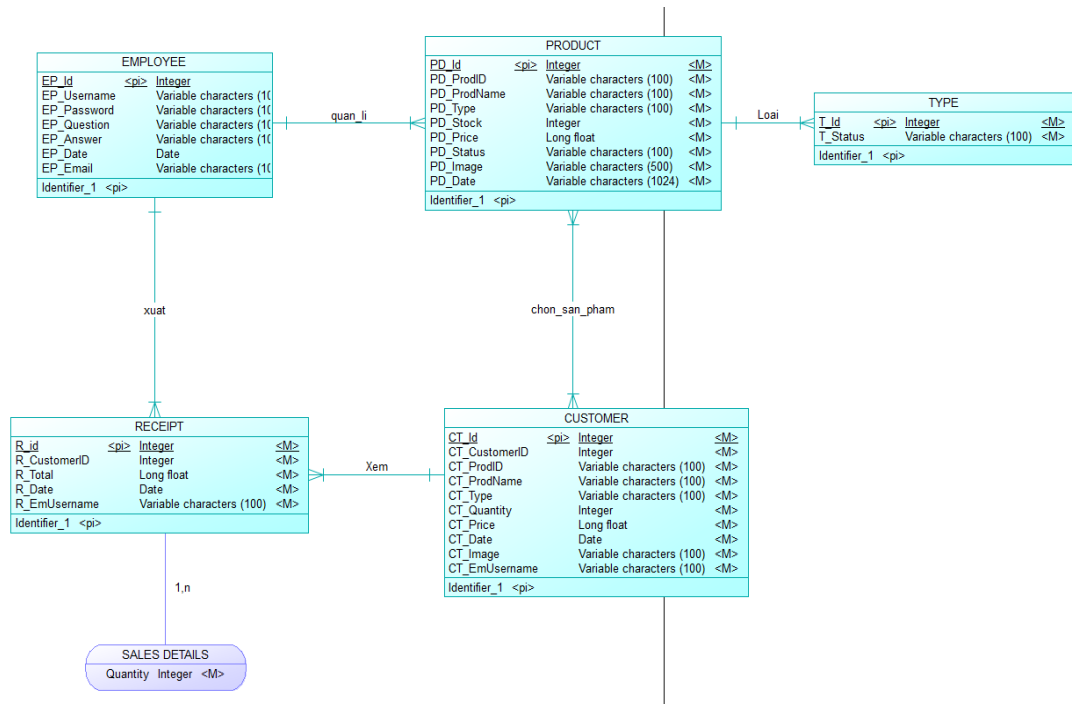 EMPLOYEE
EP_Id <pi> Integer
EP_Username Variable characters (10
EP_Password Variable characters (10
EP_Question Variable characters (10
EP_Answer Variable characters (10
EP_Date Date
EP_Email Variable characters (10
Identifier_1 <pi>
quan_li
PRODUCT
PD_Id <pi> Integer <M>
PD_ProdID Variable characters (100) <M>
PD_ProdName Variable characters (100) <M>
PD_Type Variable characters (100) <M>
PD_Stock Integer <M>
PD_Price Long float <M>
PD_Status Variable characters (100) <M>
PD_Image Variable characters (500) <M>
PD_Date Variable characters (1024) <M>
Identifier_1 <pi>
Loai
TYPE
T_Id <pi> Integer <M>
T_Status Variable characters (100) <M>
Identifier_1 <pi>
xuat
chon_san_pham
RECEIPT
R_id <pi> Integer <M>
R_CustomerID Integer <M>
R_Total Long float <M>
R_Date Date <M>
R_EmUsername Variable characters (100) <M>
Identifier_1 <pi>
Xem
CUSTOMER
CT_Id <pi> Integer <M>
CT_CustomerID Integer <M>
CT_ProdID Variable characters (100) <M>
CT_ProdName Variable characters (100) <M>
CT_Type Variable characters (100) <M>
CT_Quantity Integer <M>
CT_Price Long float <M>
CT_Date Date <M>
CT_Image Variable characters (100) <M>
CT_EmUsername Variable characters (100) <M>
Identifier_1 <pi>
1,n
SALES DETAILS
Quantity Integer <M>